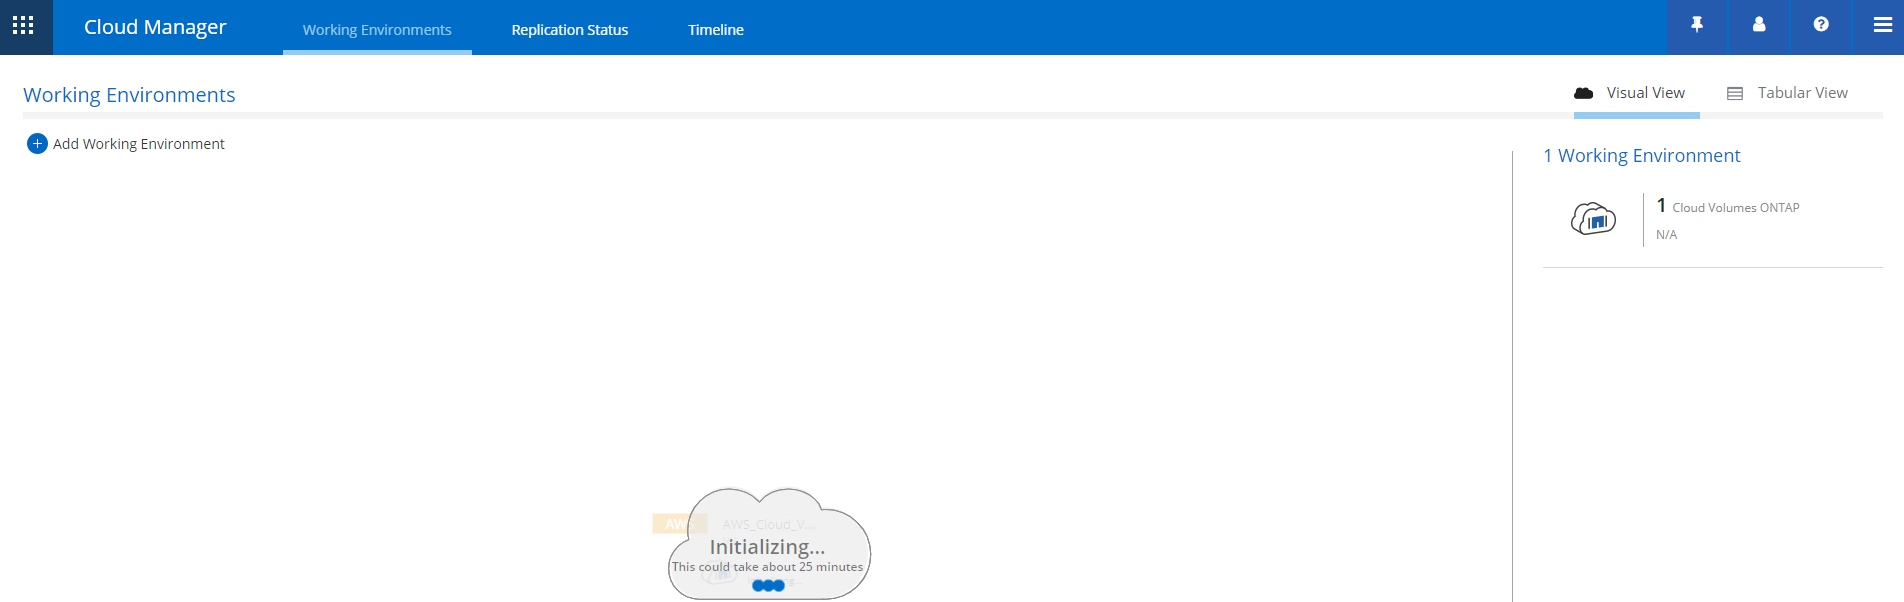 Cloud Manager
Working Environments
Replication Status
Timeline
Working Environments
Visual View
Tabular View
Add Working Environment
1 Working Environment
1 Cloud Volumes ONTAP
N/A
AWS
AWS_Cloud_V...
Initializing...
This could take about 25 minutes